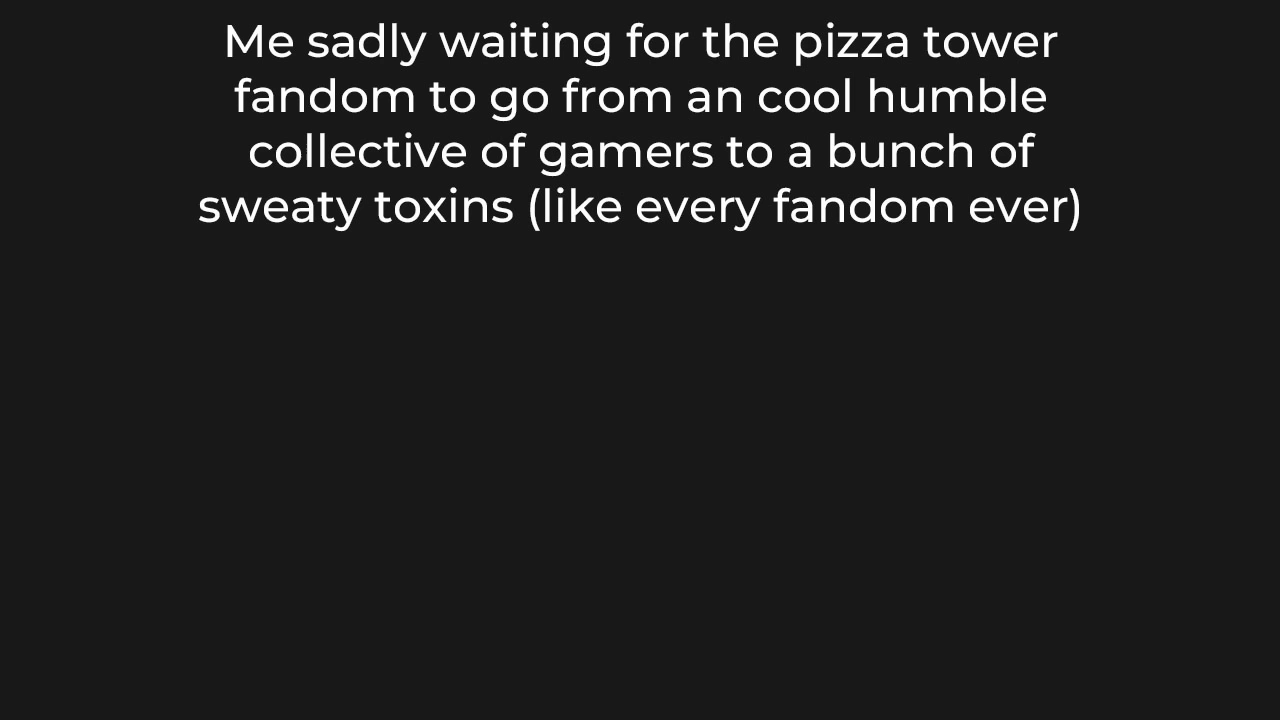 Me sadly waiting for the pizza tower
fandom to go from an cool humble
collective of gamers to a bunch of
sweaty toxins (like every fandom ever)